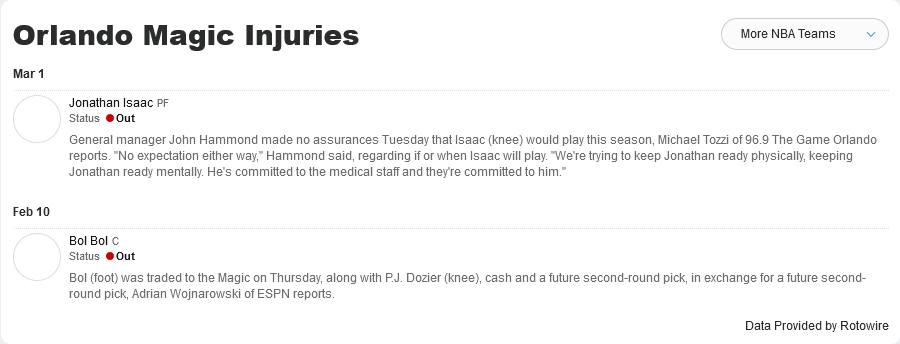 Orlando Magic Injuries
More NBA Teams
Mar 1
Jonathan Isaac PF
Status Out
General manager John Hammond made no assurances Tuesday that Isaac (knee) would play this season, Michael Tozzi of 96.9 The Game Orlando
reports. "No expectation either way," Hammond said, regarding if or when Isaac will play. "We're trying to keep Jonathan ready physically, keeping
Jonathan ready mentally. He's committed to the medical staff and they're committed to him."
Feb 10
Bol Bol C
Status Out
Bol (foot) was traded to the Magic on Thursday, along with P.J. Dozier (knee), cash and a future second-round pick, in exchange for a future second-
round pick, Adrian Wojnarowski of ESPN reports.
Data Provided by Rotowire